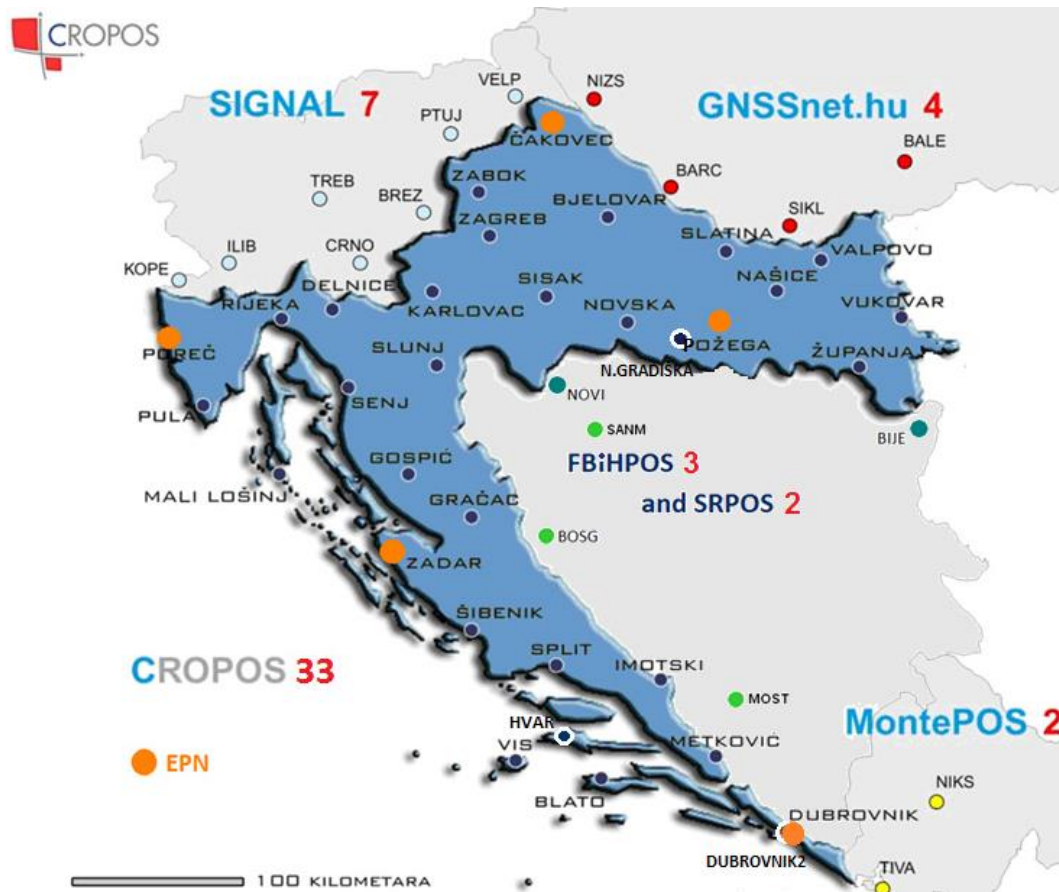 CROPOS
VELP
NIZS
SIGNAL 7
GNSSnet.hu 4
PTUJ
ČAKOVEC
BALE
BARC
TREB
BREZ
ZABOK
BJELOVAR
ZAGREB
SIKL
SLATINA
VALPOVO
ILIB
CRNO
KOPE
DELNICE
SISAK
NAŠICE
RIJEKA
KARLOVAC
NOVSKA
VUKOVAR
POREČ
SLUNJ
POŽEGA
ŽUPANJA
N.GRADIŠKA
PULA
SENJ
NOVI
SANM
BIJE
GOSPIĆ
FBiHPOS 3
MALI LOŠINJ
GRAČAC
and SRPOS 2
BOSG
ZADAR
ŠIBENIK
SPLIT
IMOTSKI
CROPOS 33
MOST
HVAR
MontePOS 2
VIS
METKOVIĆ
EPN
NIKS
BLATO
DUBROVNIK
DUBROVNIK2
TIVA
100 KILOMETARA